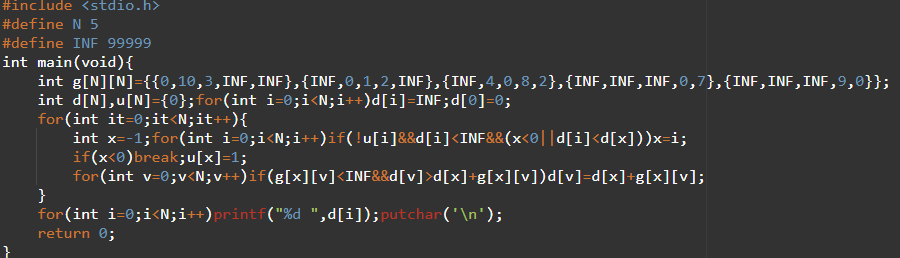 #include <stdio.h>
#define N 5
#define INF 99999
int main(void){
    int g[N][N]={{0,10,3,INF,INF},{INF,0,1,2,INF},{INF,4,0,8,2},{INF,INF,INF,0,7},{INF,INF,INF,9,0}};
    int d[N],u[N]={0};for(int i=0;i<N;i++)d[i]=INF;d[0]=0;
    for(int it=0;it<N;it++){
        int x=-1;for(int i=0;i<N;i++)if(!u[i]&&d[i]<INF&&(x<0||d[i]<d[x]))x=i;
        if(x<0)break;u[x]=1;
        for(int v=0;v<N;v++)if(g[x][v]<INF&&d[v]>d[x]+g[x][v])d[v]=d[x]+g[x][v];
    }
    for(int i=0;i<N;i++)printf("%d ",d[i]);putchar('\n');
    return 0;
}